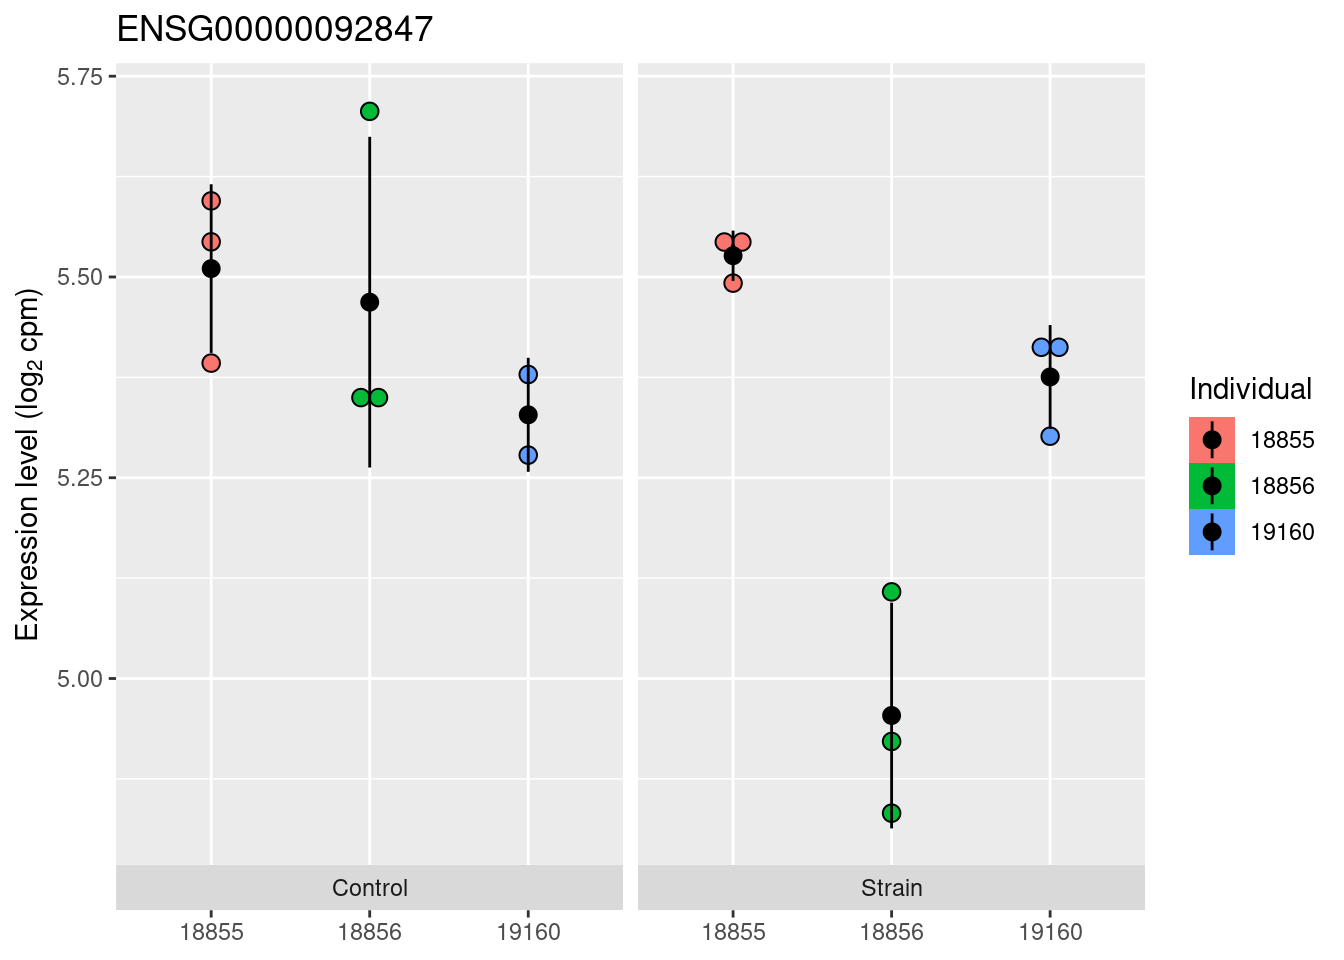 ENSG00000092847
Expression level (log2 cpm)
5.75
5.50
5.25
5.00
Control
Strain
18855 18856 19160
18855 18856 19160
Individual
18855
18856
19160